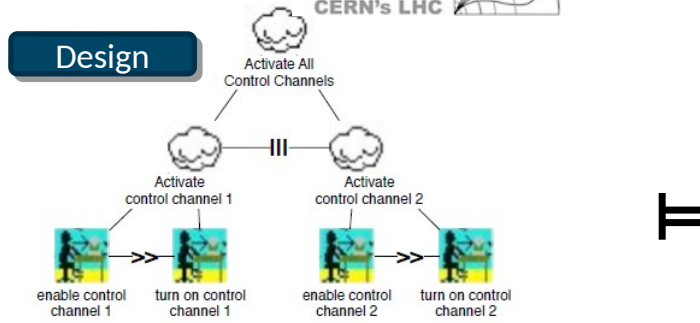 CERN's LHC
Design
Activate All
Control Channels
III
Activate
control channel 1
Activate
control channel 2
>>
>>
enable control
channel 1
turn on control
channel 1
enable control
channel 2
turn on control
channel 2